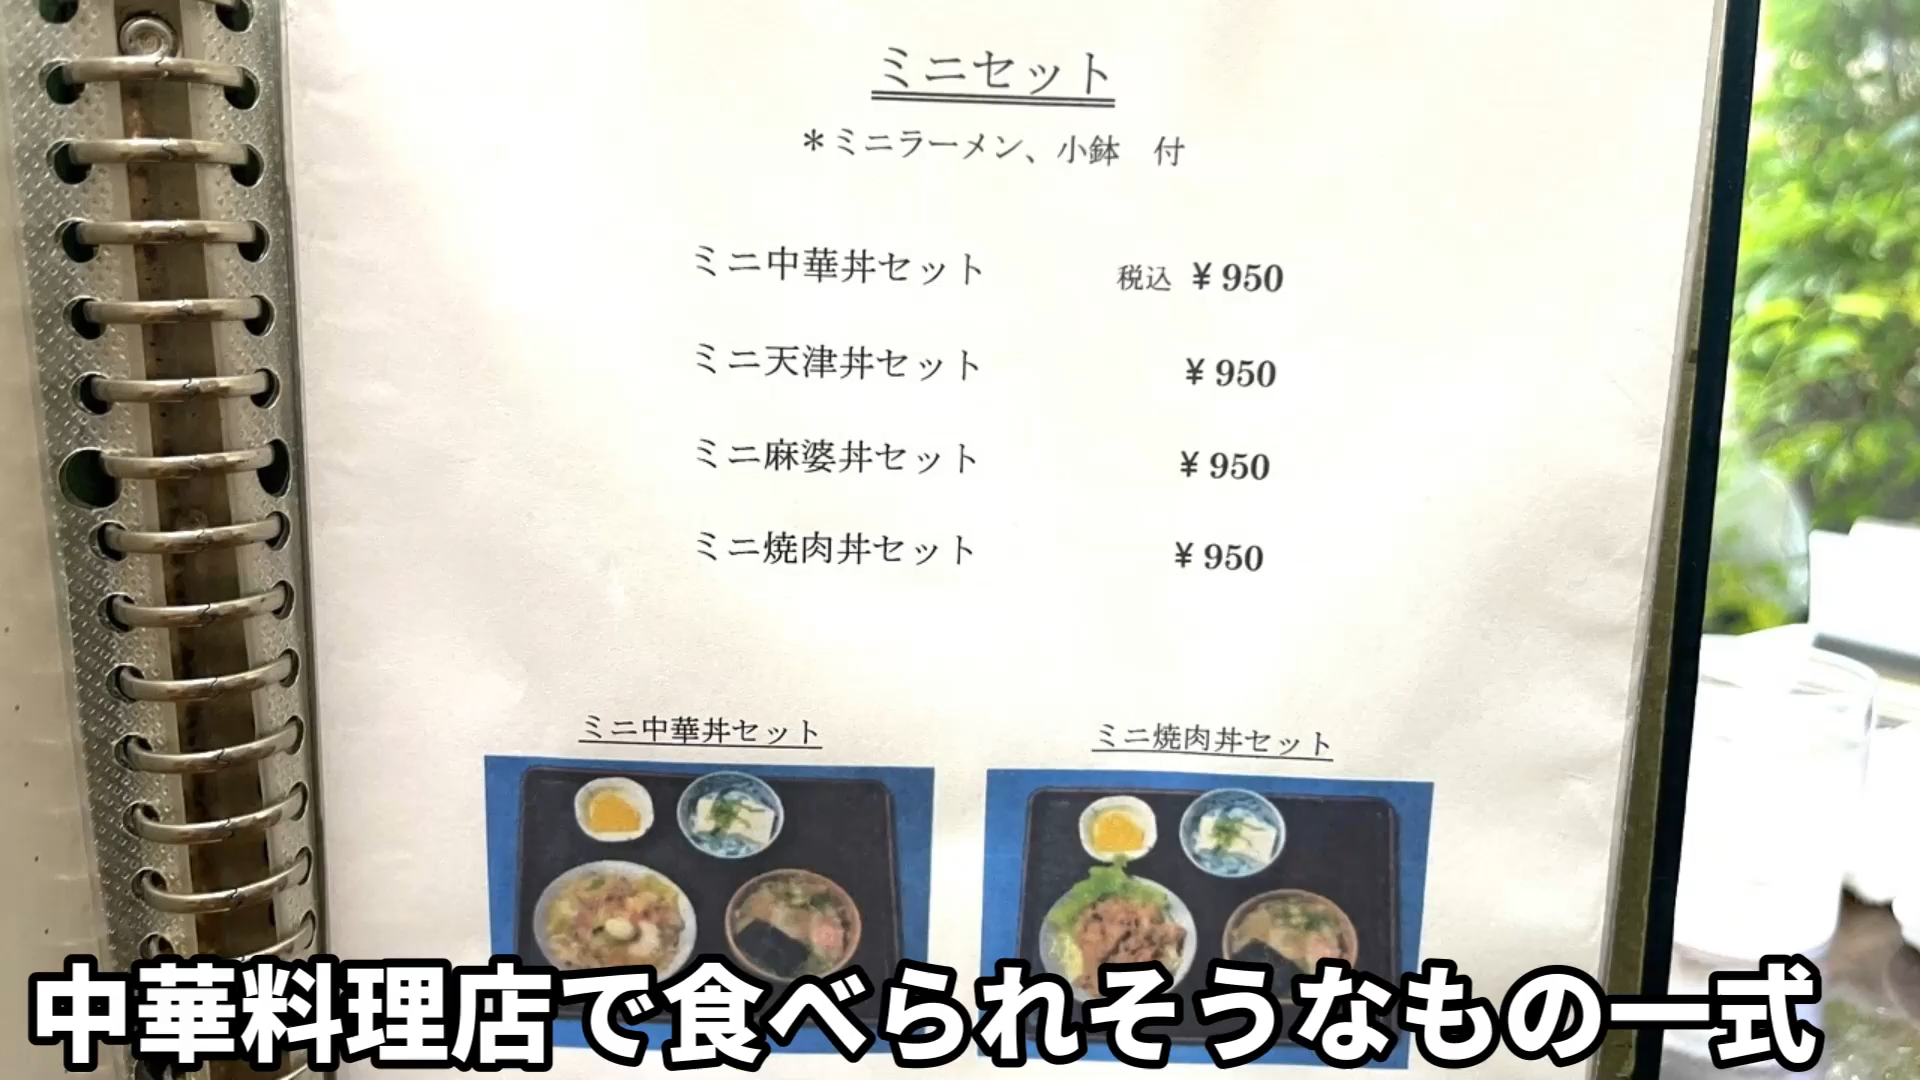 ミニセット
＊ミニラーメン、小鉢　付
ミニ中華丼セット　税込 ¥950
ミニ天津丼セット　¥950
ミニ麻婆丼セット　¥950
ミニ焼肉丼セット　¥950
ミニ中華丼セット　ミニ焼肉丼セット
中華料理店で食べられそうなもの一式